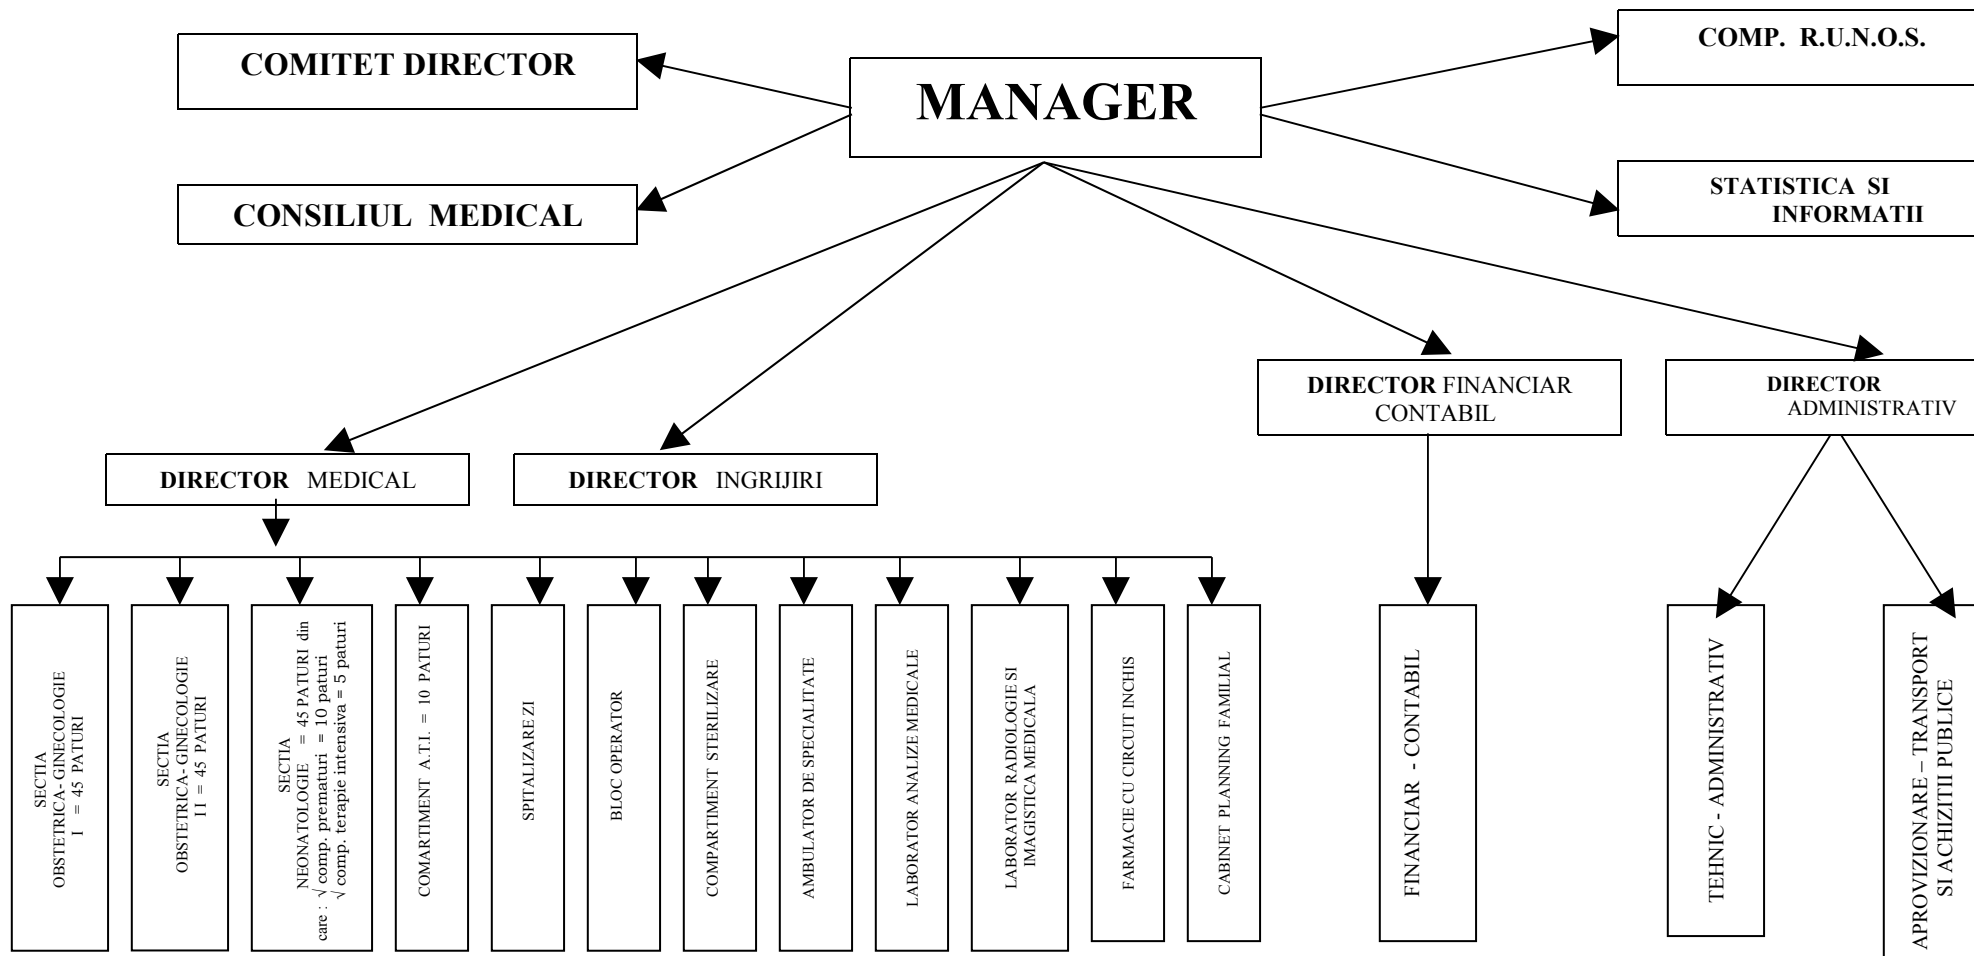 COMITET DIRECTOR
MANAGER
COMP. R.U.N.O.S.
CONSILIUL MEDICAL
STATISTICA SI
INFORMATII
DIRECTOR FINANCIAR
CONTABIL
DIRECTOR
ADMINISTRATIV
DIRECTOR MEDICAL
DIRECTOR INGRIJIRI
SECTIA
OBSTETRICA- GINECOLOGIE
I = 45 PATURI
SECTIA
OBSTETRICA- GINECOLOGIE
I I = 45 PATURI
SECTIA
NEONATOLOGIE = 45 PATURI din
care : √ comp. prematuri = 10 paturi
√ comp. terapie intensiva = 5 paturi
COMARTIMENT A.T.I. = 10 PATURI
SPITALIZARE ZI
BLOC OPERATOR
COMPARTIMENT STERILIZARE
AMBULATOR DE SPECIALITATE
LABORATOR ANALIZE MEDICALE
LABORATOR RADIOLOGIE SI
IMAGISTICA MEDICALA
FARMACIE CU CIRCUIT INCHIS
CABINET PLANNING FAMILIAL
FINANCIAR - CONTABIL
TEHNIC - ADMINISTRATIV
APROVIZIONARE – TRANSPORT
SI ACHIZITII PUBLICE